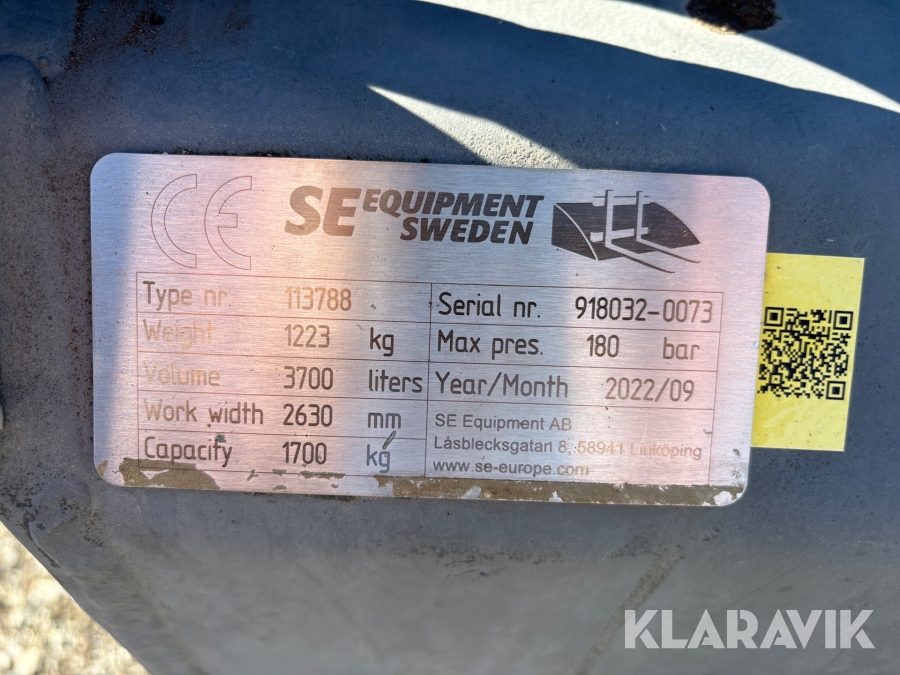 CE
SE EQUIPMENT
SWEDEN
Type nr. 113788
Serial nr. 918032-0073
Weight 1223 kg
Max pres. 180 bar
Volume 3700 liters
Year/Month 2022/09
Work width 2630 mm
Capacity 1700 kg
SE Equipment AB
Låsblecksgatan 8, 58941 Linköping
www.se-europe.com
KLARAVIK